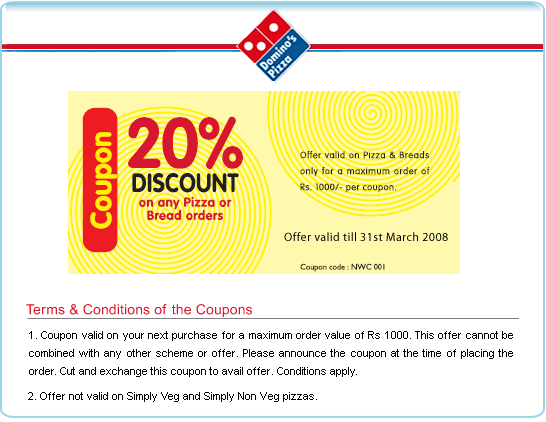 Domino's
Pizza
Coupon
20%
DISCOUNT
on any Pizza or
Bread orders
Offer valid on Pizza & Breads
only for a maximum order of
Rs. 1000/- per coupon.
Offer valid till 31st March 2008
Coupon code : NWC 001
Terms & Conditions of the Coupons
1. Coupon valid on your next purchase for a maximum order value of Rs 1000. This offer cannot be
combined with any other scheme or offer. Please announce the coupon at the time of placing the
order. Cut and exchange this coupon to avail offer. Conditions apply.
2. Offer not valid on Simply Veg and Simply Non Veg pizzas.